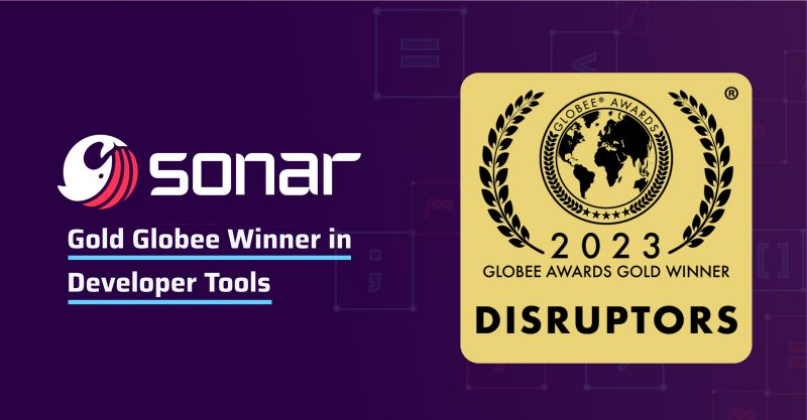 sonar
Gold Globee Winner in
Developer Tools
®
GLOBEE® AWARDS
2023
GLOBEE AWARDS GOLD WINNER
DISRUPTORS
=
<
;
[]